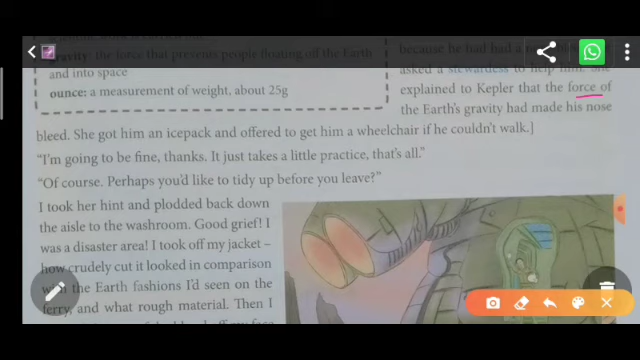 gravity: the force that prevents people floating off the Earth
and into space
ounce: a measurement of weight, about 25g
because he had had a
asked a stewardess to help him. She
explained to Kepler that the force of
the Earth's gravity had made his nose
bleed. She got him an icepack and offered to get him a wheelchair if he couldn't walk.]
"I'm going to be fine, thanks. It just takes a little practice, that's all."
"Of course. Perhaps you'd like to tidy up before you leave?"
I took her hint and plodded back down
the aisle to the washroom. Good grief! I
was a disaster area! I took off my jacket –
how crudely cut it looked in comparison
with the Earth fashions I'd seen on the
ferry, and what rough material. Then I